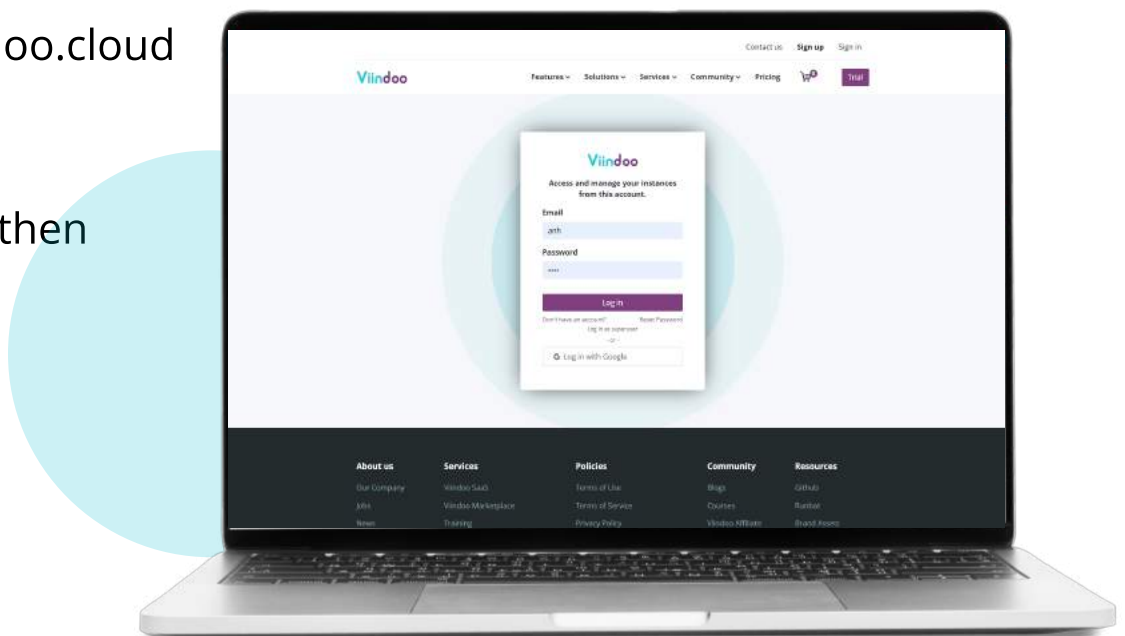 oo.cloud
then
Contact us Sign up Sign in
Viindoo
Features Solutions Services Community Pricing 0 Trial
Viindoo
Access and manage your instances
from this account.
Email
anh
Password
Log in
Don't have an account? Reset Password
Log in as superuser
- or -
G Log in with Google
About us Services Policies Community Resources
Our Company Viindoo SaaS Terms of Use Blogs Github
Jobs Viindoo Marketplace Terms of Service Courses Runbot
News Training Privacy Policy Viindoo Affiliate Brand Assets